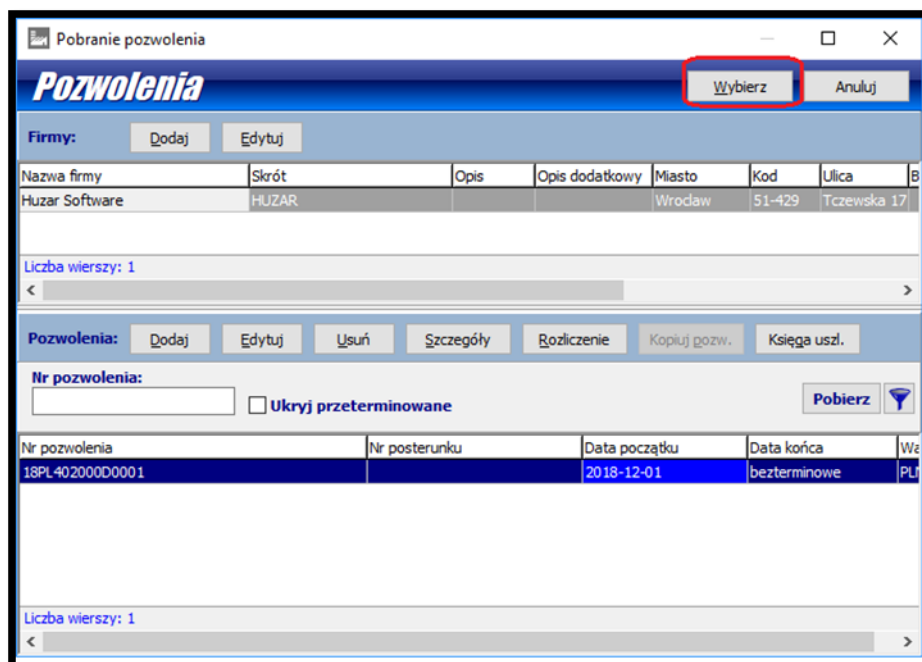 Pobranie pozwolenia
Pozwolenia Wybierz Anuluj
Firmy: Dodaj Edytuj
Nazwa firmy Skrót Opis Opis dodatkowy Miasto Kod Ulica B
Huzar Software HUZAR Wrocław 51-429 Tczewska 17
Liczba wierszy: 1
Pozwolenia: Dodaj Edytuj Usuń Szczegóły Rozliczenie Kopiuj pozw. Księga uszl.
Nr pozwolenia:
Ukryj przeterminowane Pobierz
Nr pozwolenia Nr posterunku Data początku Data końca Wa
18PL402000D0001 2018-12-01 bezterminowe PLN
Liczba wierszy: 1